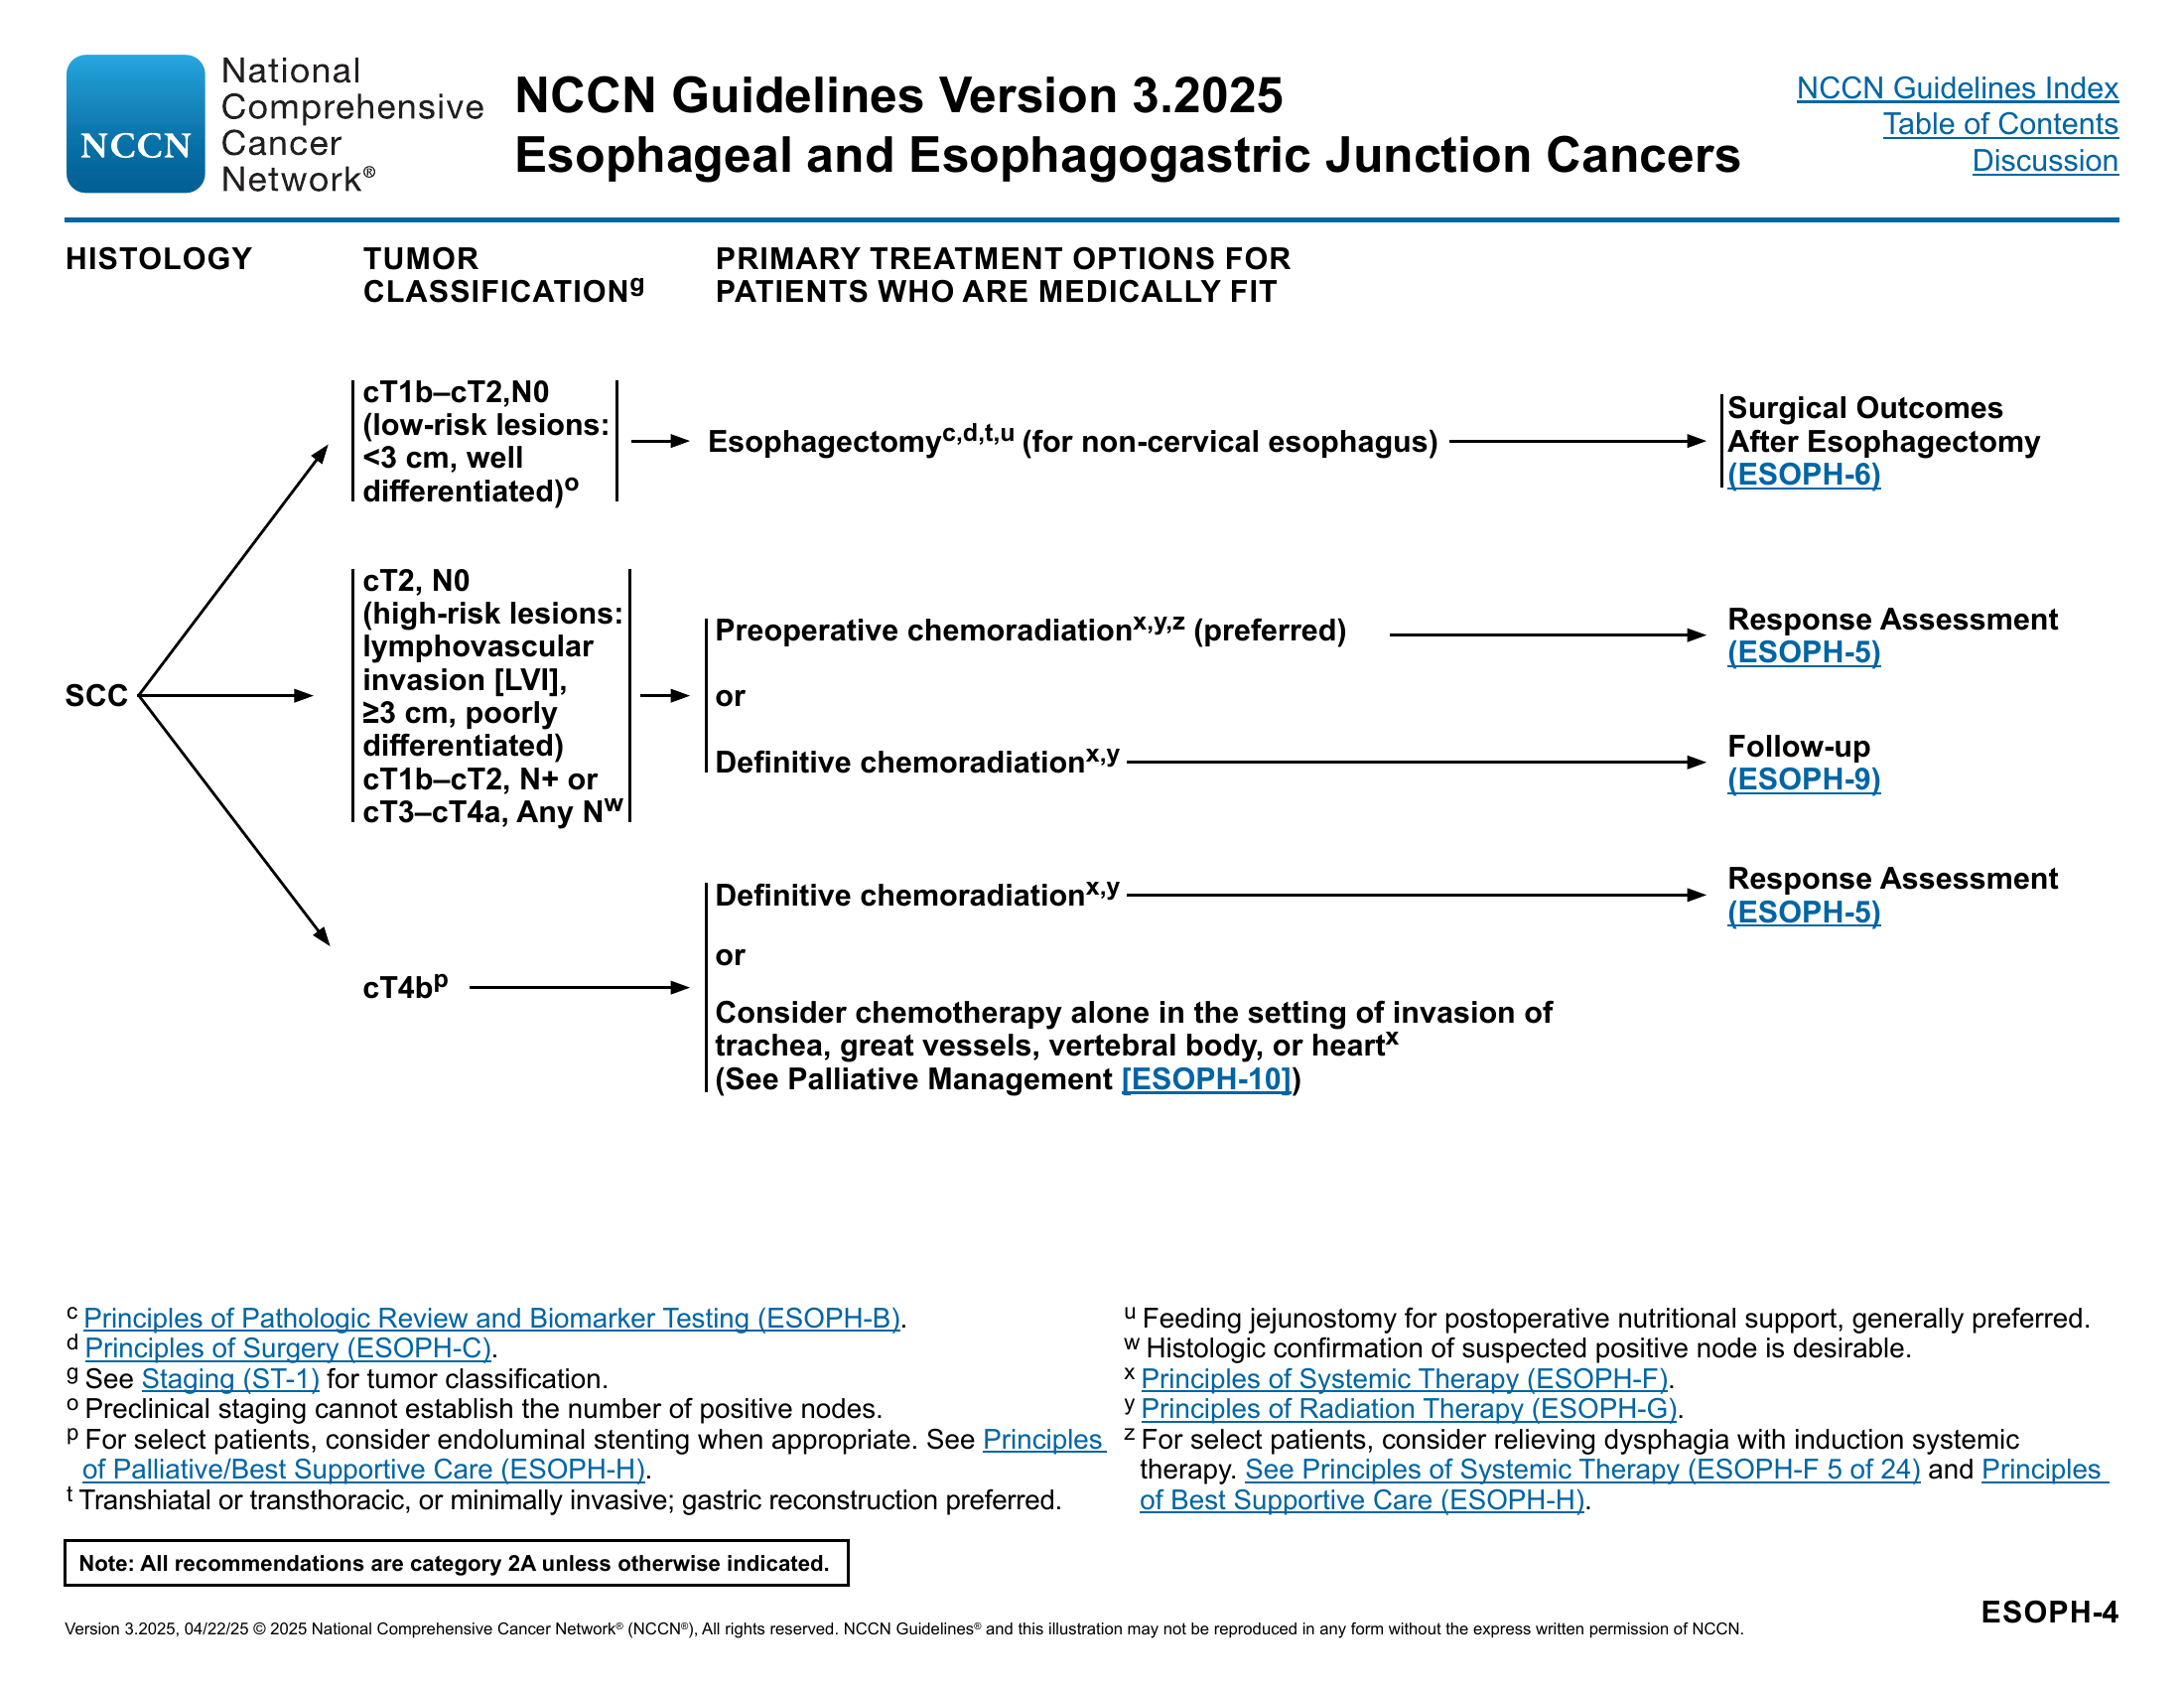 NCCN
National
Comprehensive
Cancer
Network®
NCCN Guidelines Version 3.2025
Esophageal and Esophagogastric Junction Cancers
NCCN Guidelines Index
Table of Contents
Discussion
HISTOLOGY
TUMOR
CLASSIFICATIONg
PRIMARY TREATMENT OPTIONS FOR
PATIENTS WHO ARE MEDICALLY FIT
SCC
cT1b–cT2,N0
(low-risk lesions:
<3 cm, well
differentiated)o
Esophagectomyc,d,t,u (for non-cervical esophagus)
Surgical Outcomes
After Esophagectomy
(ESOPH-6)
cT2, N0
(high-risk lesions:
lymphovascular
invasion [LVI],
≥3 cm, poorly
differentiated)
cT1b–cT2, N+ or
cT3–cT4a, Any Nw
Preoperative chemoradiationx,y,z (preferred)
or
Definitive chemoradiationx,y
Response Assessment
(ESOPH-5)
Follow-up
(ESOPH-9)
cT4bp
Definitive chemoradiationx,y
or
Consider chemotherapy alone in the setting of invasion of
trachea, great vessels, vertebral body, or heartx
(See Palliative Management [ESOPH-10])
Response Assessment
(ESOPH-5)
c Principles of Pathologic Review and Biomarker Testing (ESOPH-B).
d Principles of Surgery (ESOPH-C).
g See Staging (ST-1) for tumor classification.
o Preclinical staging cannot establish the number of positive nodes.
p For select patients, consider endoluminal stenting when appropriate. See Principles
of Palliative/Best Supportive Care (ESOPH-H).
t Transhiatal or transthoracic, or minimally invasive; gastric reconstruction preferred.
u Feeding jejunostomy for postoperative nutritional support, generally preferred.
w Histologic confirmation of suspected positive node is desirable.
x Principles of Systemic Therapy (ESOPH-F).
y Principles of Radiation Therapy (ESOPH-G).
z For select patients, consider relieving dysphagia with induction systemic
therapy. See Principles of Systemic Therapy (ESOPH-F 5 of 24) and Principles
of Best Supportive Care (ESOPH-H).
Note: All recommendations are category 2A unless otherwise indicated.
ESOPH-4
Version 3.2025, 04/22/25 © 2025 National Comprehensive Cancer Network® (NCCN®), All rights reserved. NCCN Guidelines® and this illustration may not be reproduced in any form without the express written permission of NCCN.